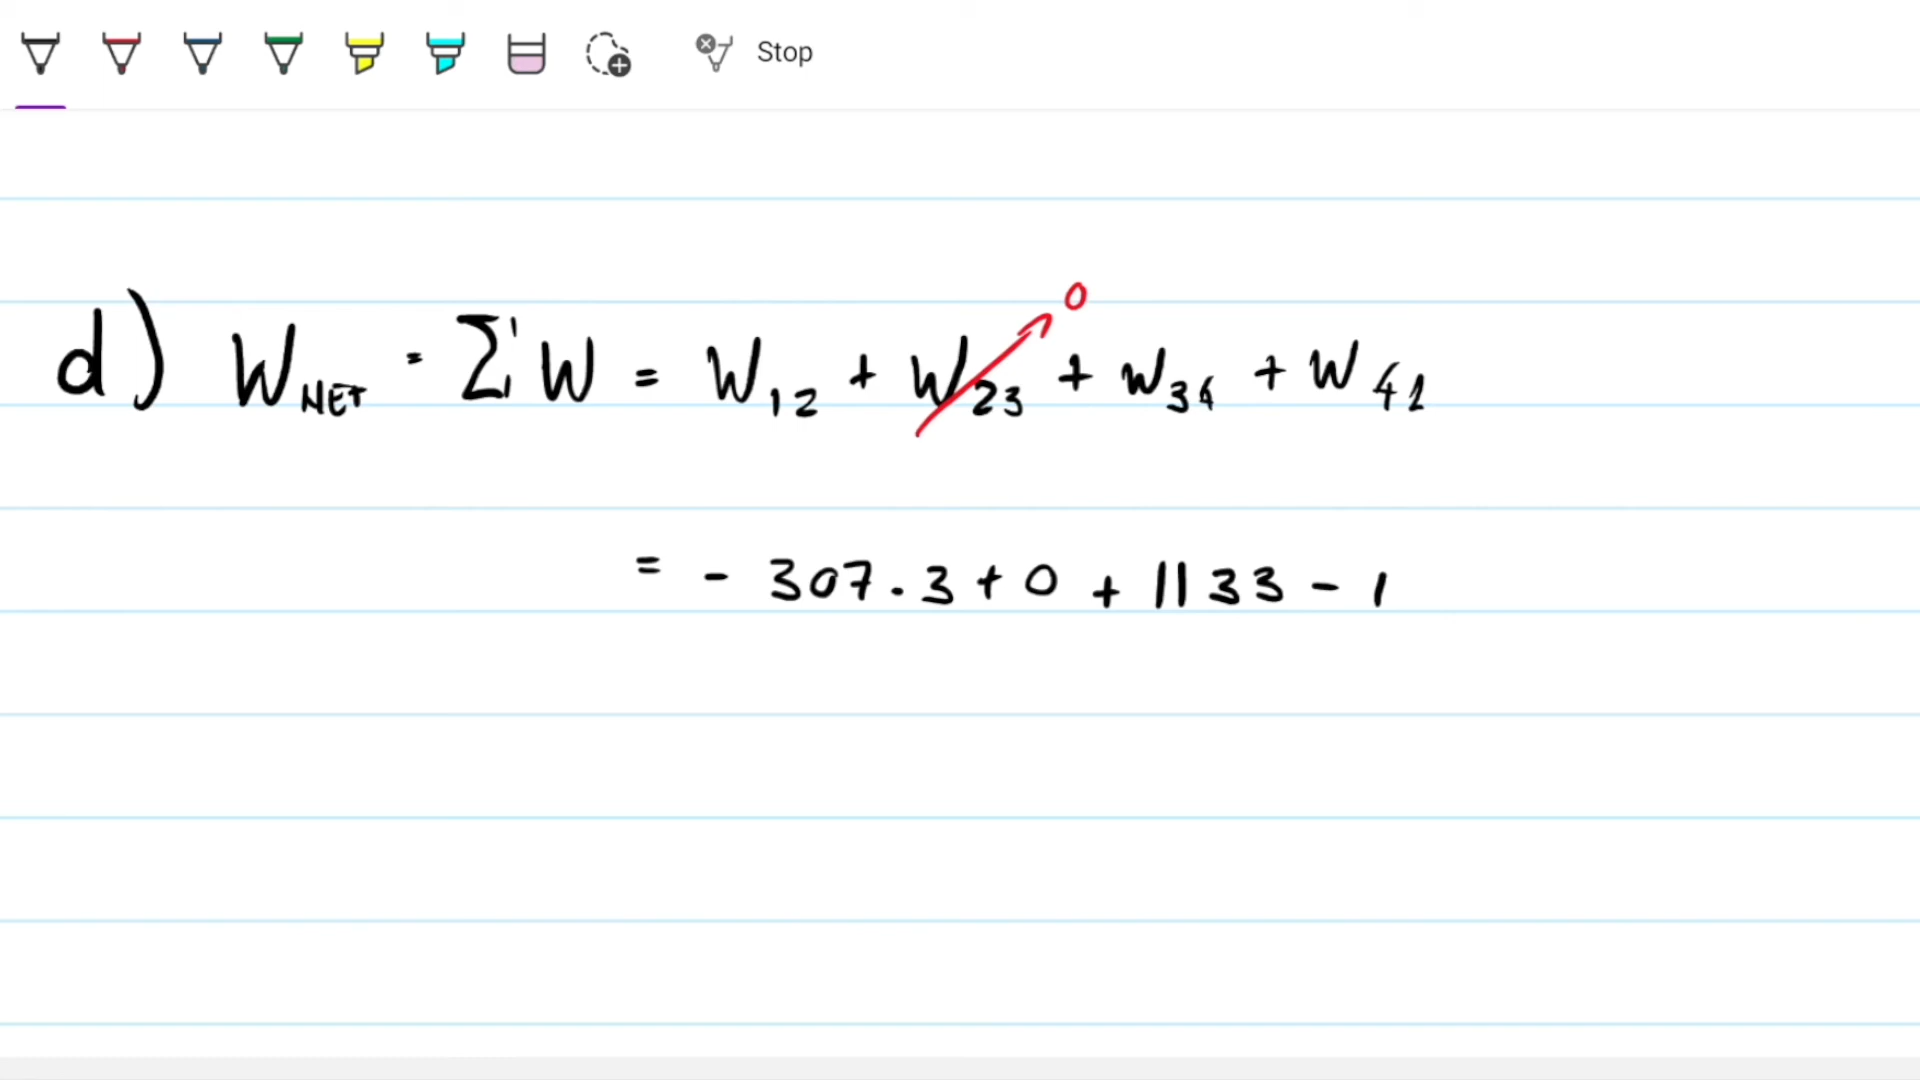 Stop
0
d) W_NET = Σ W = W_12 + W_23 + W_34 + W_41
= - 307.3 + 0 + 1133 - 1